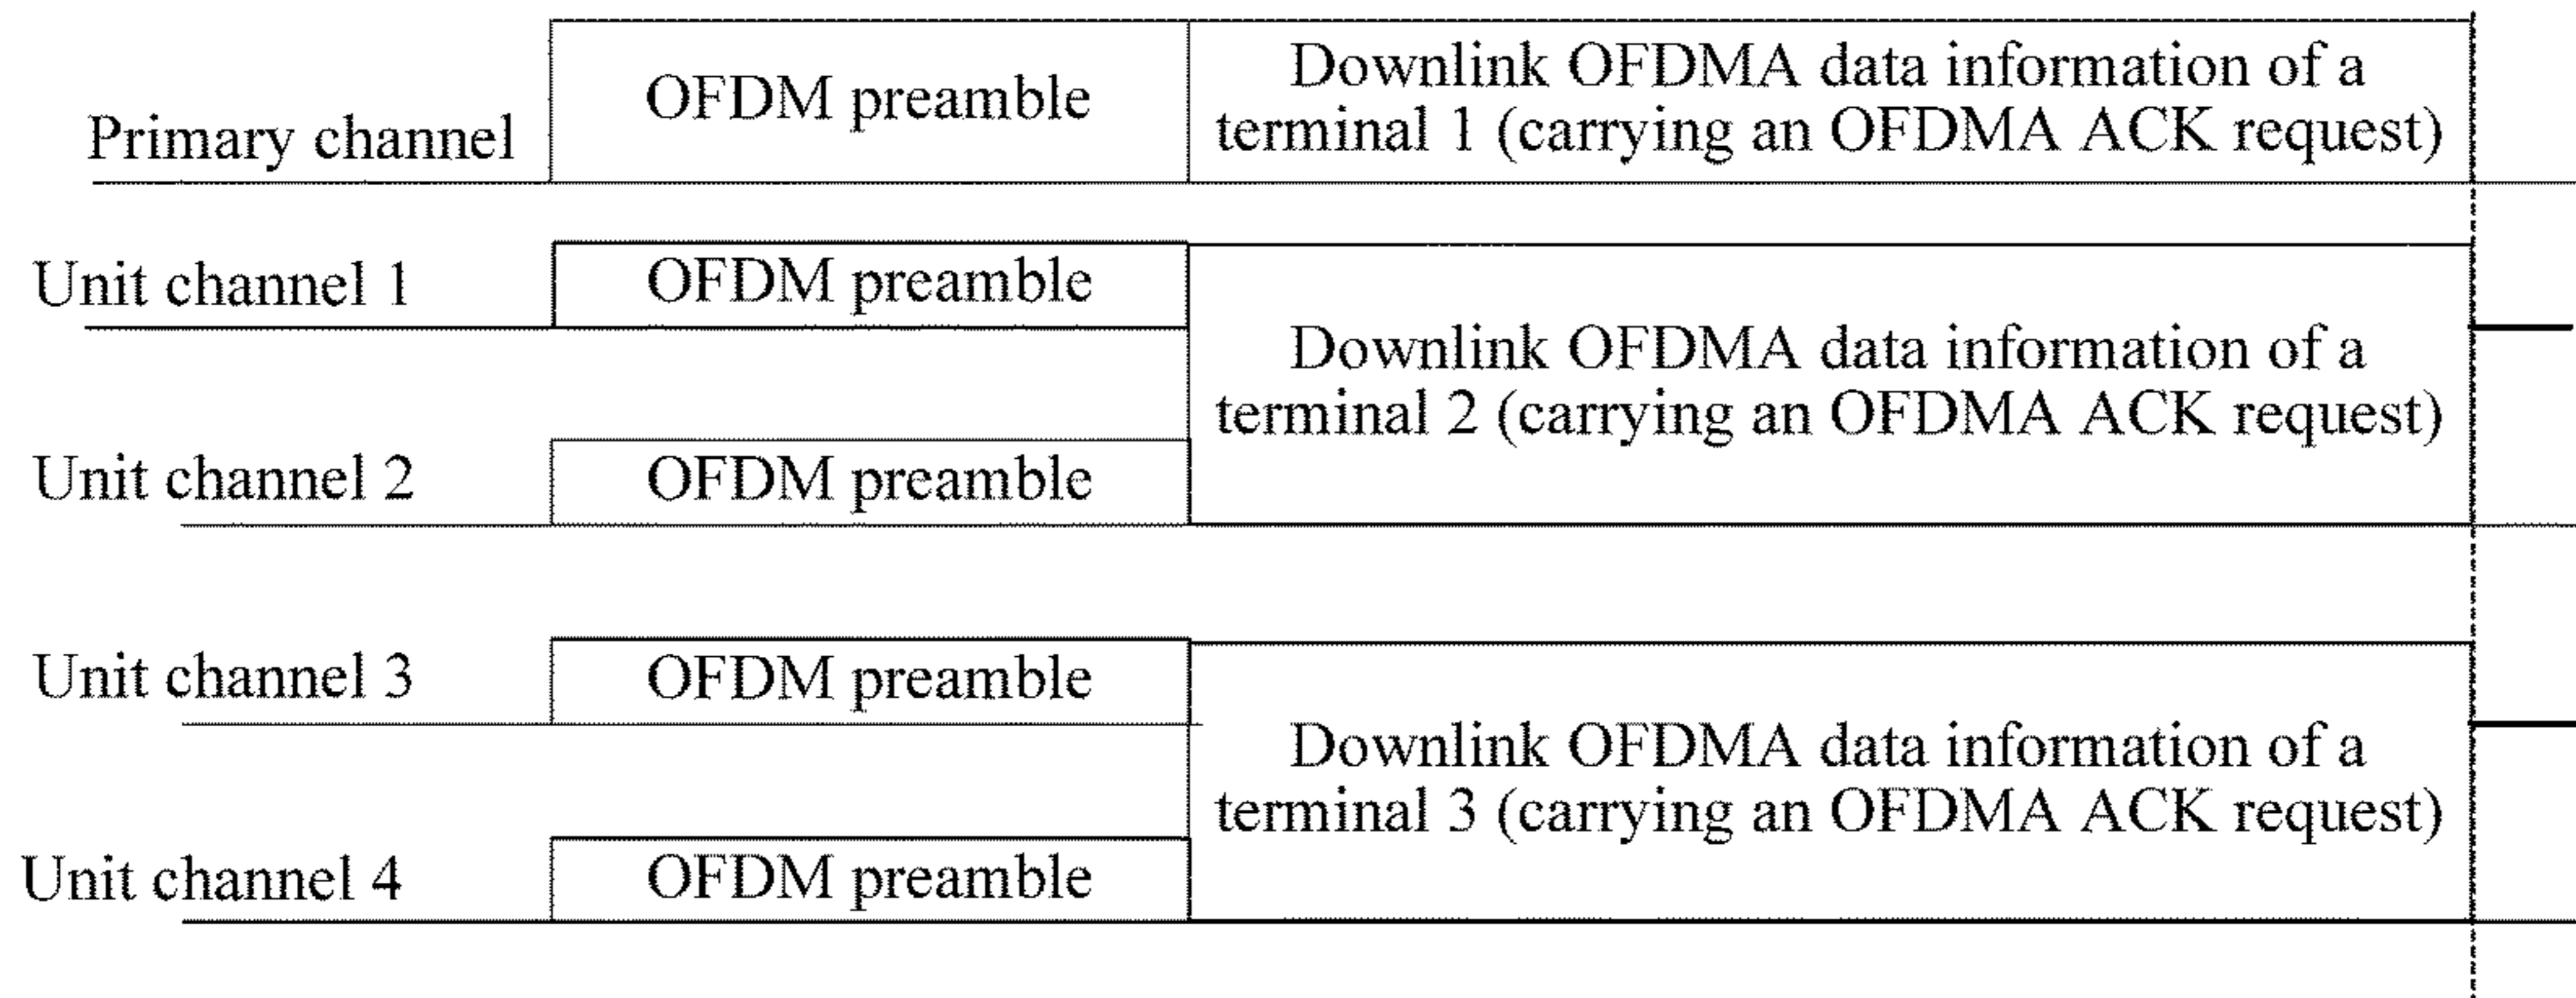 Primary channel
OFDM preamble
Downlink OFDMA data information of a
terminal 1 (carrying an OFDMA ACK request)
Unit channel 1
OFDM preamble
Unit channel 2
OFDM preamble
Downlink OFDMA data information of a
terminal 2 (carrying an OFDMA ACK request)
Unit channel 3
OFDM preamble
Unit channel 4
OFDM preamble
Downlink OFDMA data information of a
terminal 3 (carrying an OFDMA ACK request)